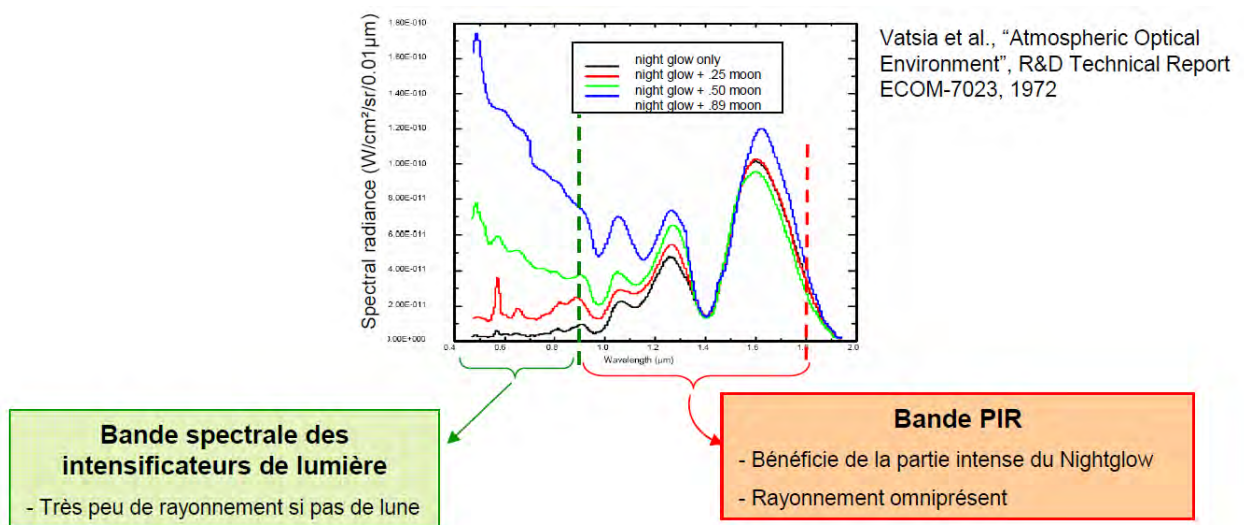 Spectral radiance (W/cm²/sr/0.01µm)
1.80E-010
1.60E-010
1.40E-010
1.20E-010
1.00E-010
8.00E-011
6.00E-011
4.00E-011
2.00E-011
0.4 0.6 0.8 1.0 1.2 1.4 1.6 1.8 2.0
Wavelength (µm)
night glow only
night glow + .25 moon
night glow + .50 moon
night glow + .89 moon
Vatsia et al., “Atmospheric Optical
Environment”, R&D Technical Report
ECOM-7023, 1972
Bande spectrale des
intensificateurs de lumière
- Très peu de rayonnement si pas de lune
Bande PIR
- Bénéficie de la partie intense du Nightglow
- Rayonnement omniprésent